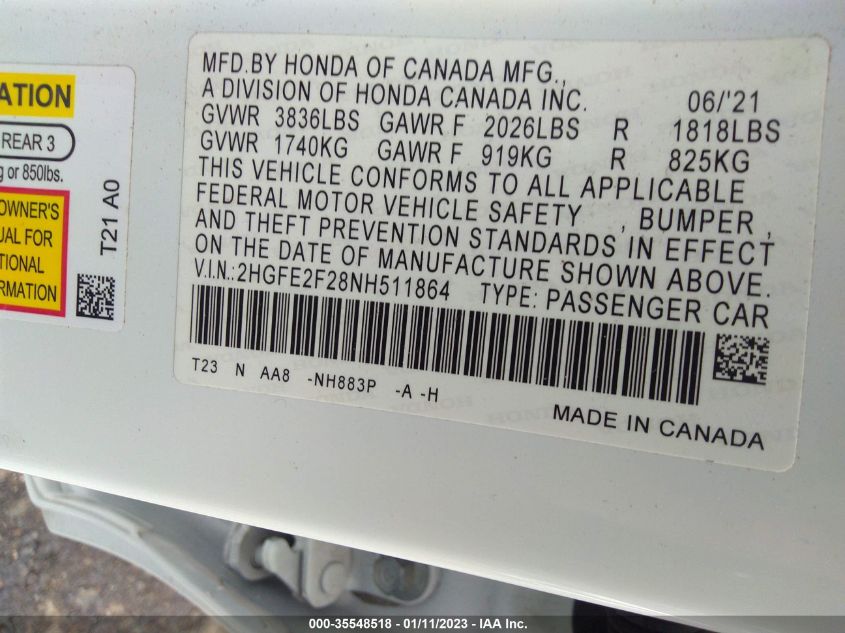 ATION
REAR 3
g or 850lbs.
OWNER'S
UAL FOR
TIONAL
RMATION
T21 A0
MFD.BY HONDA OF CANADA MFG.,
A DIVISION OF HONDA CANADA INC. 06/'21
GVWR 3836LBS GAWR F 2026LBS R 1818LBS
GVWR 1740KG GAWR F 919KG R 825KG
THIS VEHICLE CONFORMS TO ALL APPLICABLE
FEDERAL MOTOR VEHICLE SAFETY , BUMPER ,
AND THEFT PREVENTION STANDARDS IN EFFECT
ON THE DATE OF MANUFACTURE SHOWN ABOVE.
V.I.N.:2HGFE2F28NH511864 TYPE: PASSENGER CAR
T23 N AA8 -NH883P -A -H
MADE IN CANADA
000-35548518 - 01/11/2023 - IAA Inc.